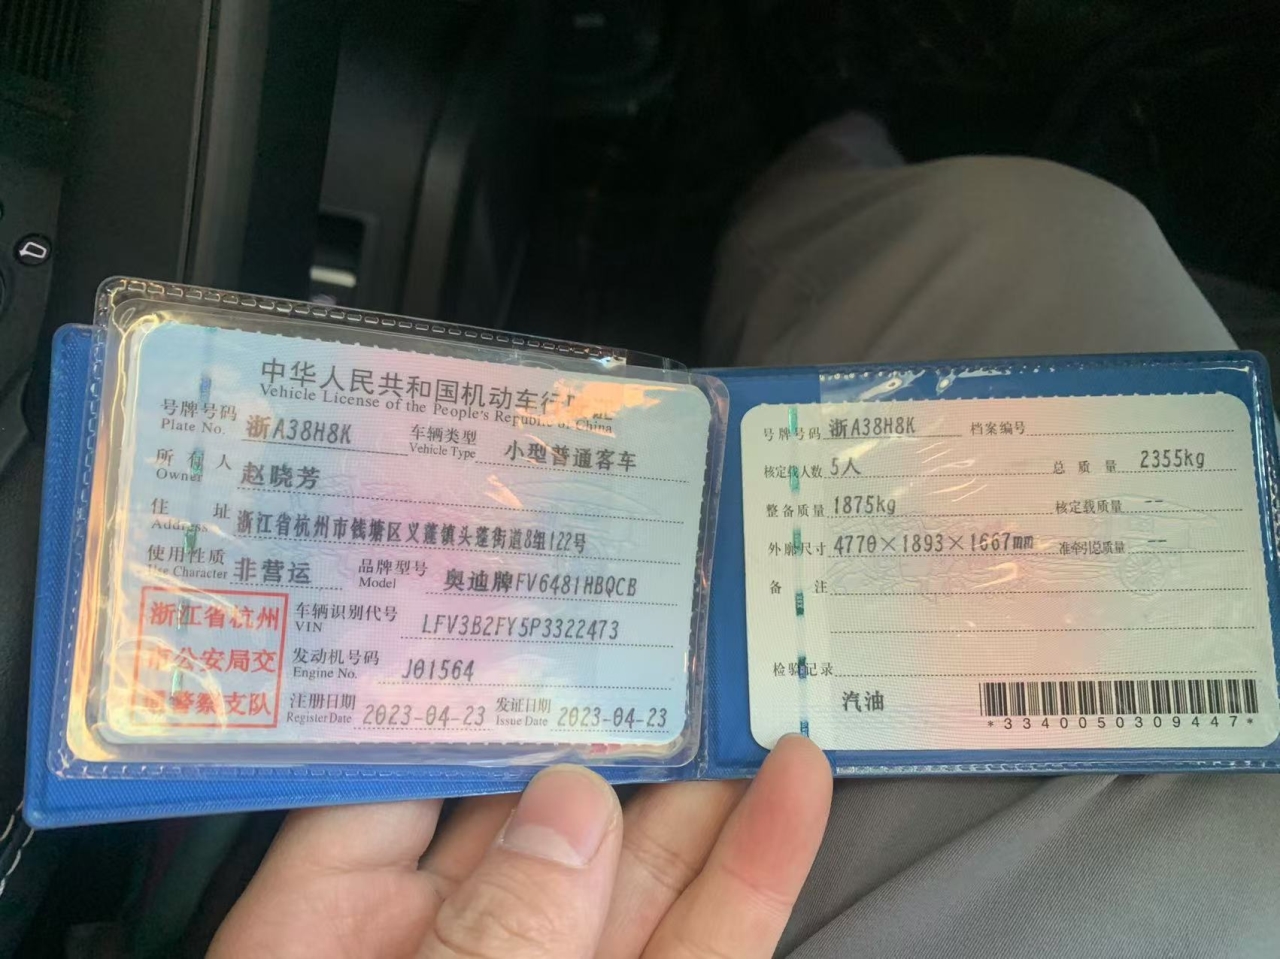 中华人民共和国机动车行
Vehicle License of the People's Republic of China
号牌号码 浙A38H8K 车辆类型 小型普通客车
Plate No. Vehicle Type
所有人 赵晓芳
Owner
住址 浙江省杭州市钱塘区义蓬镇头蓬街道8组122号
Address
使用性质 非营运 品牌型号 奥迪牌FV6481HBQCB
Use Character Model
浙江省杭州
市公安局交
警察支队
车辆识别代号 LFV3B2FY5P3322473
VIN
发动机号码 J01564
Engine No.
注册日期 2023-04-23 发证日期 2023-04-23
Register Date Issue Date
号牌号码 浙A38H8K 档案编号
核定载人数 5人 总质量 2355kg
整备质量 1875kg 核定载质量 --
外廓尺寸 4770×1893×1667mm 准牵引总质量 --
备注
检验记录
汽油
*3340050309447*